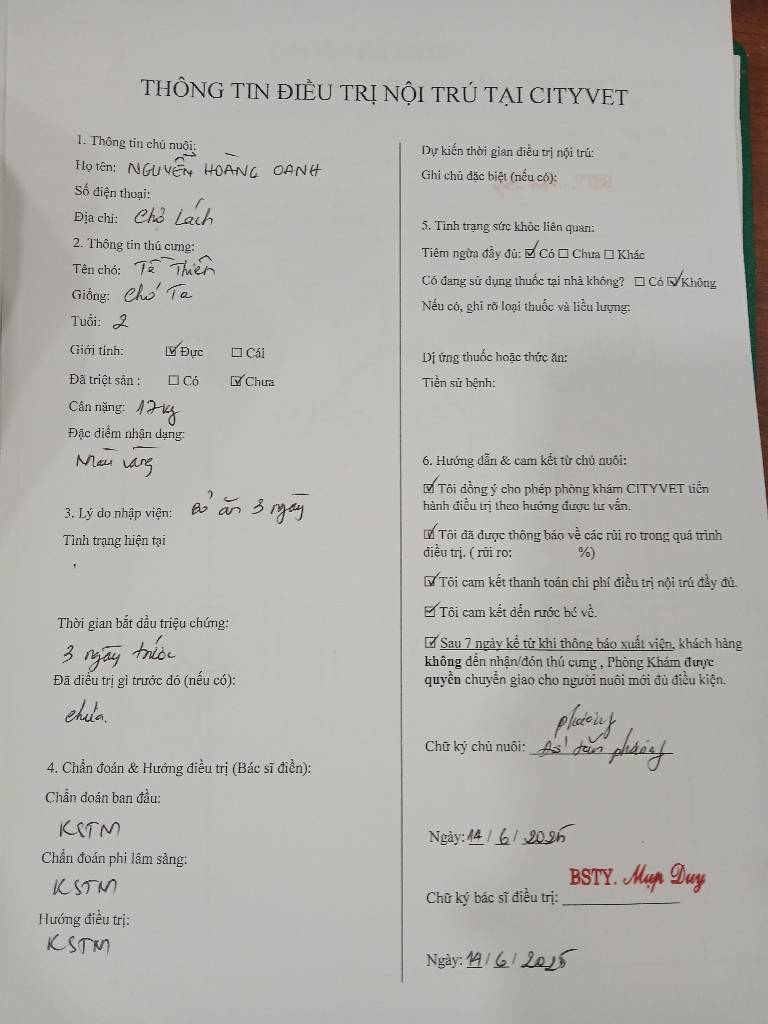 THÔNG TIN ĐIỀU TRỊ NỘI TRÚ TẠI CITYVET
1. Thông tin chủ nuôi:
Họ tên: NGUYỄN HOÀNG OANH
Số điện thoại:
Địa chỉ: Chợ Lách
2. Thông tin thú cưng:
Tên chó: Tề Thiên
Giống: Chó Ta
Tuổi: 2
Giới tính: ☑ Đực ☐ Cái
Đã triệt sản : ☐ Có ☑ Chưa
Cân nặng: 17kg
Đặc điểm nhận dạng:
Màu vàng
3. Lý do nhập viện: Bỏ ăn 3 ngày
Tình trạng hiện tại
Thời gian bắt đầu triệu chứng:
3 ngày trước
Đã điều trị gì trước đó (nếu có):
chưa.
4. Chẩn đoán & Hướng điều trị (Bác sĩ điền):
Chẩn đoán ban đầu:
KSTM
Chẩn đoán phi lâm sàng:
KSTM
Hướng điều trị:
KSTM
Dự kiến thời gian điều trị nội trú:
Ghi chú đặc biệt (nếu có):
5. Tình trạng sức khỏe liên quan:
Tiêm ngừa đầy đủ: ☑ Có ☐ Chưa ☐ Khác
Có đang sử dụng thuốc tại nhà không? ☐ Có ☑ Không
Nếu có, ghi rõ loại thuốc và liều lượng:
Dị ứng thuốc hoặc thức ăn:
Tiền sử bệnh:
6. Hướng dẫn & cam kết từ chủ nuôi:
☑ Tôi đồng ý cho phép phòng khám CITYVET tiến
hành điều trị theo hướng được tư vấn.
☑ Tôi đã được thông báo về các rủi ro trong quá trình
điều trị. ( rủi ro: %)
☑ Tôi cam kết thanh toán chi phí điều trị nội trú đầy đủ.
☑ Tôi cam kết đến rước bé về.
☑ Sau 7 ngày kể từ khi thông báo xuất viện, khách hàng
không đến nhận/đón thú cưng , Phòng Khám được
quyền chuyển giao cho người nuôi mới đủ điều kiện.
phương
Chữ ký chủ nuôi: tấn phương
Ngày: 14 / 6 / 2025
BSTY. Mụp Duy
Chữ ký bác sĩ điều trị:
Ngày: 14 / 6 / 2025